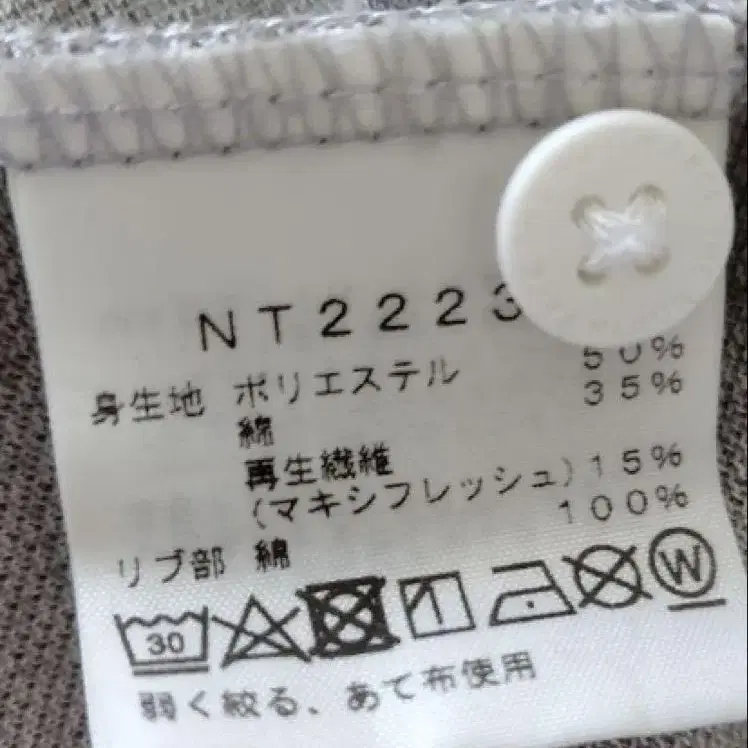 NT2223
身生地 ポリエステル 50%
綿 35%
再生繊維
(マキシフレッシュ) 15%
リブ部 綿 100%
30 W
弱く絞る、あて布使用